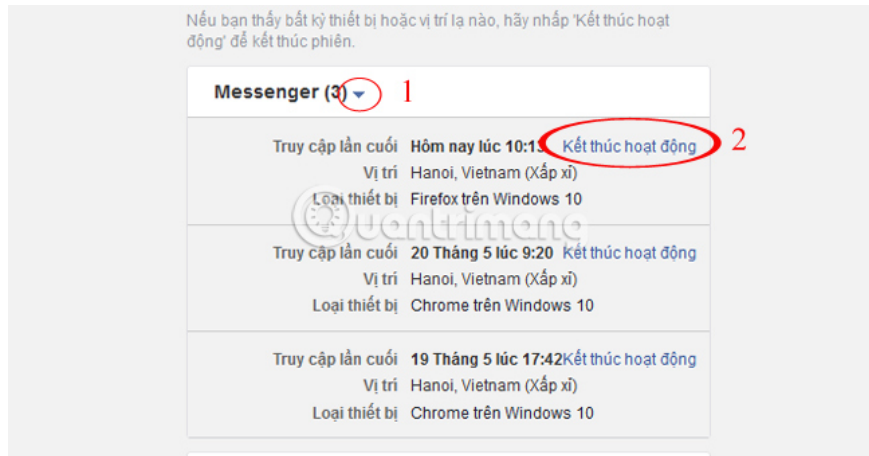 Nếu bạn thấy bất kỳ thiết bị hoặc vị trí lạ nào, hãy nhấp 'Kết thúc hoạt
động' để kết thúc phiên.
Messenger (3) 1
Truy cập lần cuối Hôm nay lúc 10:13 Kết thúc hoạt động 2
Vị trí Hanoi, Vietnam (Xấp xỉ)
Loại thiết bị Firefox trên Windows 10
Quantrimang
Truy cập lần cuối 20 Tháng 5 lúc 9:20 Kết thúc hoạt động
Vị trí Hanoi, Vietnam (Xấp xỉ)
Loại thiết bị Chrome trên Windows 10
Truy cập lần cuối 19 Tháng 5 lúc 17:42 Kết thúc hoạt động
Vị trí Hanoi, Vietnam (Xấp xỉ)
Loại thiết bị Chrome trên Windows 10